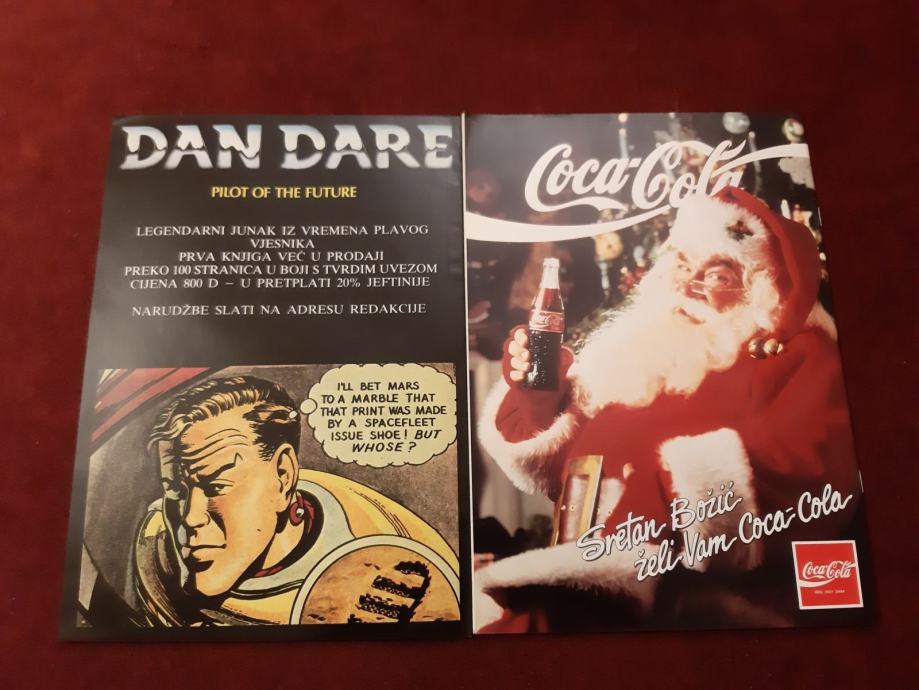 DAN DARE
PILOT OF THE FUTURE
LEGENDARNI JUNAK IZ VREMENA PLAVOG
VJESNIKA
PRVA KNJIGA VEĆ U PRODAJI
PREKO 100 STRANICA U BOJI S TVRDIM UVEZOM
CIJENA 800 D – U PRETPLATI 20% JEFTINIJE
NARUDŽBE SLATI NA ADRESU REDAKCIJE
I'LL BET MARS
TO A MARBLE THAT
THAT PRINT WAS MADE
BY A SPACEFLEET
ISSUE SHOE! BUT
WHOSE?
Coca-Cola
Coca-Cola
Sretan Božić
želi Vam Coca-Cola
Coca-Cola